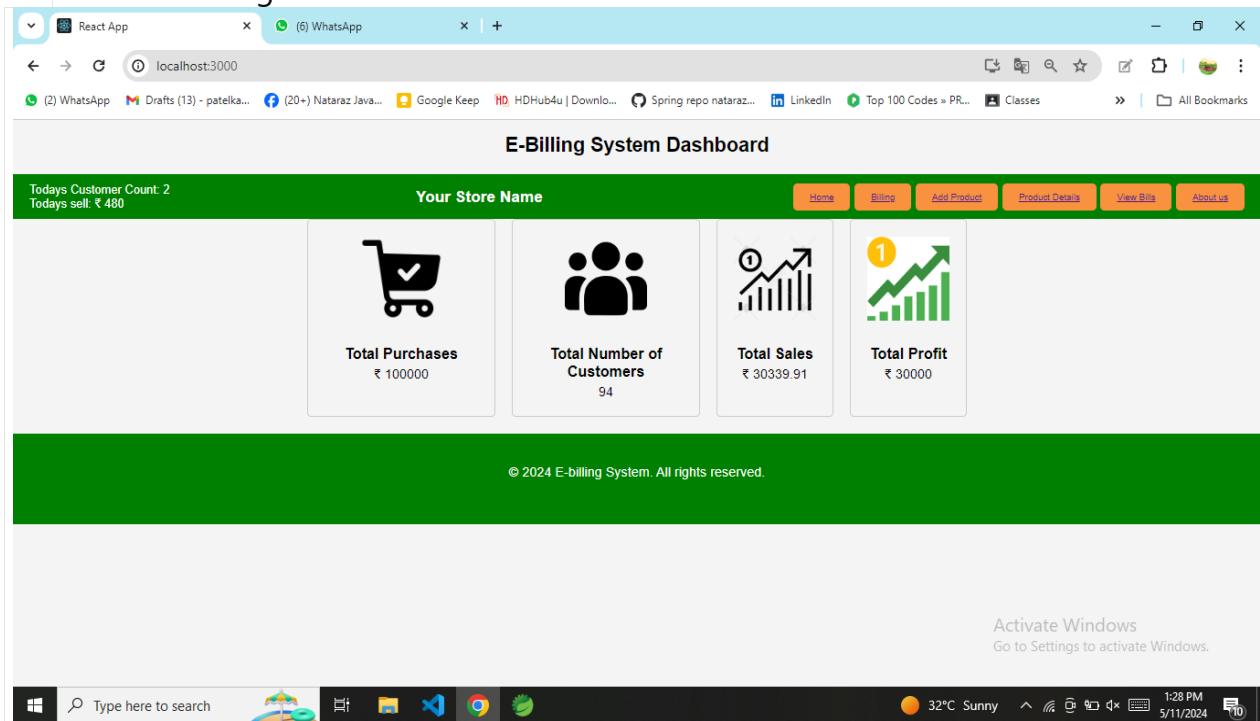 React App
(6) WhatsApp
localhost:3000
(2) WhatsApp
Drafts (13) - patelka...
(20+) Nataraz Java...
Google Keep
HDHub4u | Downlo...
Spring repo nataraz...
LinkedIn
Top 100 Codes » PR...
Classes
»
All Bookmarks
E-Billing System Dashboard
Todays Customer Count: 2
Todays sell: ₹ 480
Your Store Name
Home
Billing
Add Product
Product Details
View Bills
About us
1
1
Total Purchases
₹ 100000
Total Number of
Customers
94
Total Sales
₹ 30339.91
Total Profit
₹ 30000
© 2024 E-billing System. All rights reserved.
Activate Windows
Go to Settings to activate Windows.
Type here to search
32°C Sunny
1:28 PM
5/11/2024
10